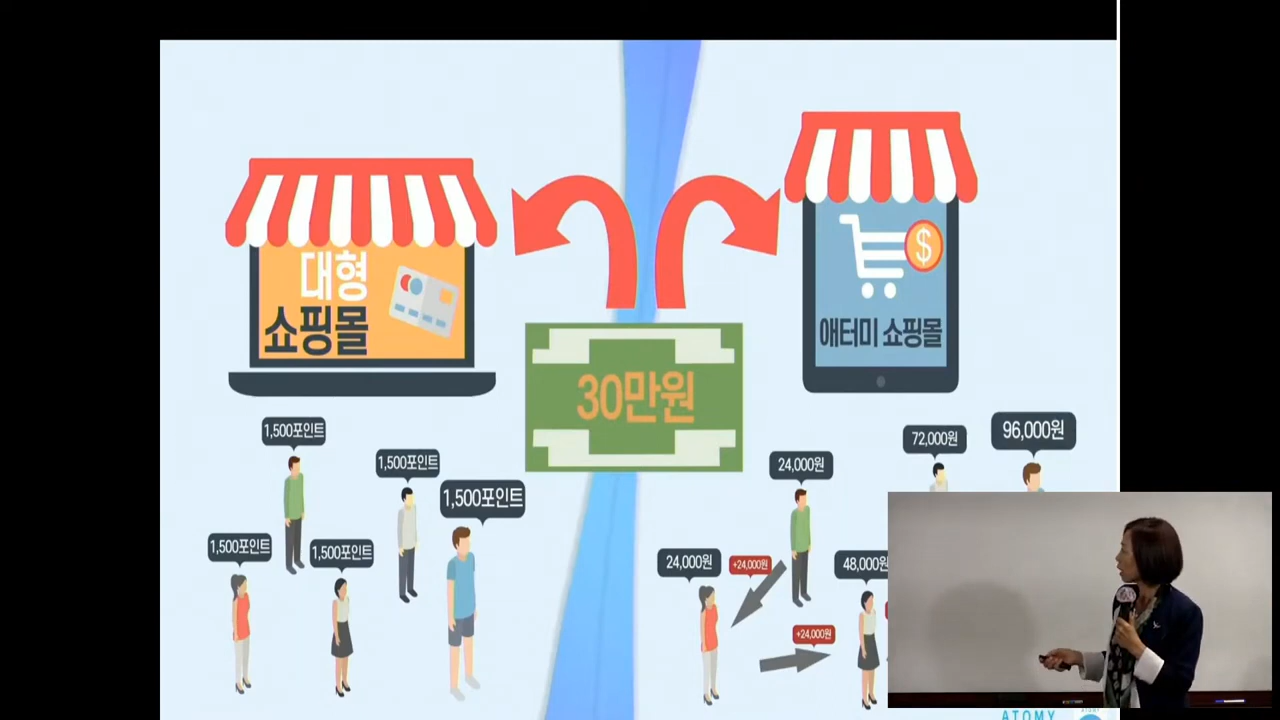 대형
쇼핑몰
애터미 쇼핑몰
30만원
1,500포인트
1,500포인트
1,500포인트
1,500포인트
1,500포인트
72,000원
96,000원
24,000원
24,000원
+24,000원
48,000원
+24,000원
ATOMY